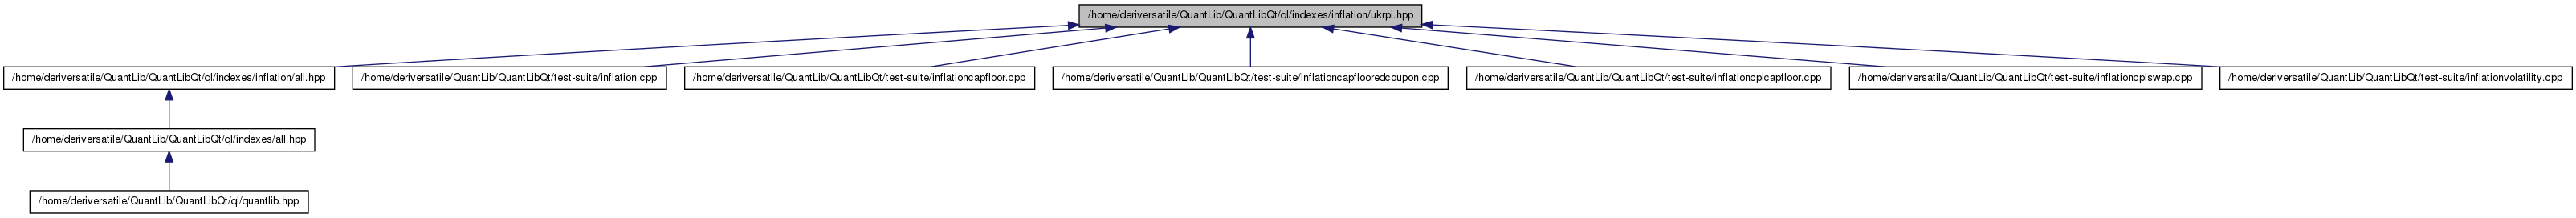 /home/deriversatile/QuantLib/QuantLibQt/ql/indexes/inflation/ukrpi.hpp
/home/deriversatile/QuantLib/QuantLibQt/ql/indexes/inflation/all.hpp
/home/deriversatile/QuantLib/QuantLibQt/test-suite/inflation.cpp
/home/deriversatile/QuantLib/QuantLibQt/test-suite/inflationcapfloor.cpp
/home/deriversatile/QuantLib/QuantLibQt/test-suite/inflationcapflooredcoupon.cpp
/home/deriversatile/QuantLib/QuantLibQt/test-suite/inflationcpicapfloor.cpp
/home/deriversatile/QuantLib/QuantLibQt/test-suite/inflationcpiswap.cpp
/home/deriversatile/QuantLib/QuantLibQt/test-suite/inflationvolatility.cpp
/home/deriversatile/QuantLib/QuantLibQt/ql/indexes/all.hpp
/home/deriversatile/QuantLib/QuantLibQt/ql/quantlib.hpp